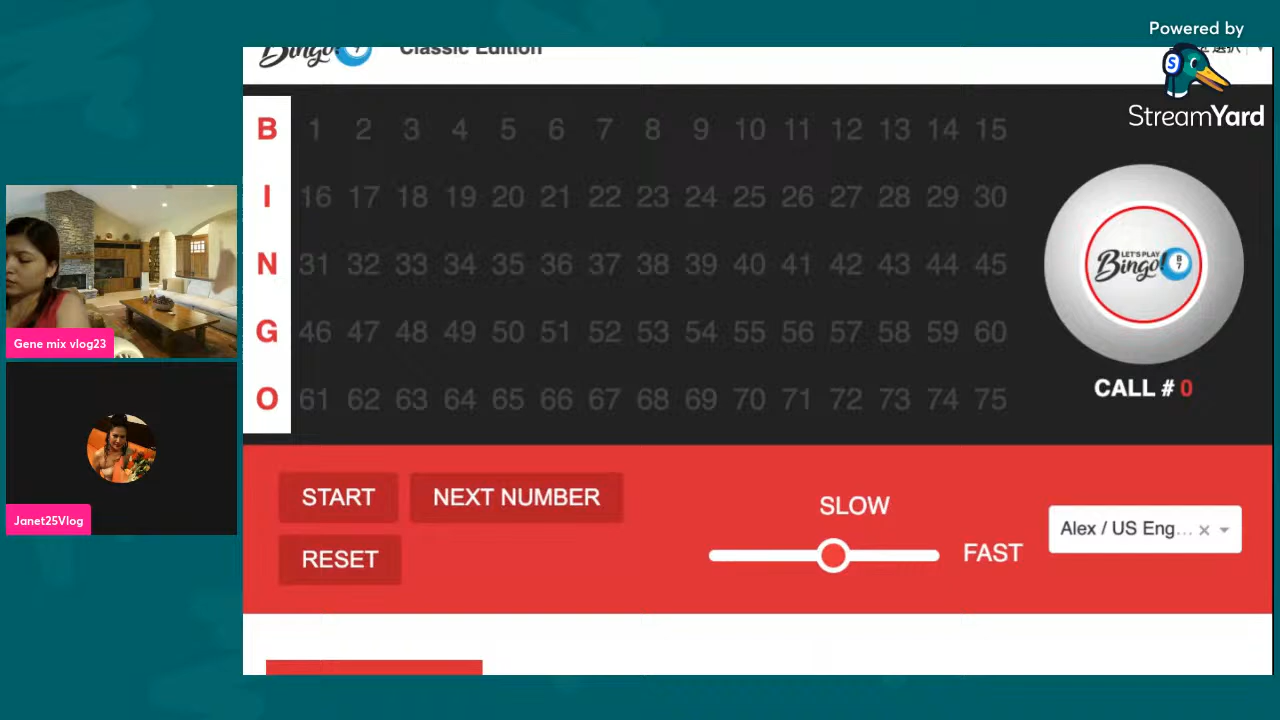 Powered by
StreamYard
Bingo! Classic Edition
選択
B 1 2 3 4 5 6 7 8 9 10 11 12 13 14 15
I 16 17 18 19 20 21 22 23 24 25 26 27 28 29 30
N 31 32 33 34 35 36 37 38 39 40 41 42 43 44 45
G 46 47 48 49 50 51 52 53 54 55 56 57 58 59 60
O 61 62 63 64 65 66 67 68 69 70 71 72 73 74 75
LET'S PLAY
Bingo!
B
7
CALL # 0
Gene mix vlog23
Janet25Vlog
START NEXT NUMBER
RESET
SLOW
FAST
Alex / US Eng...